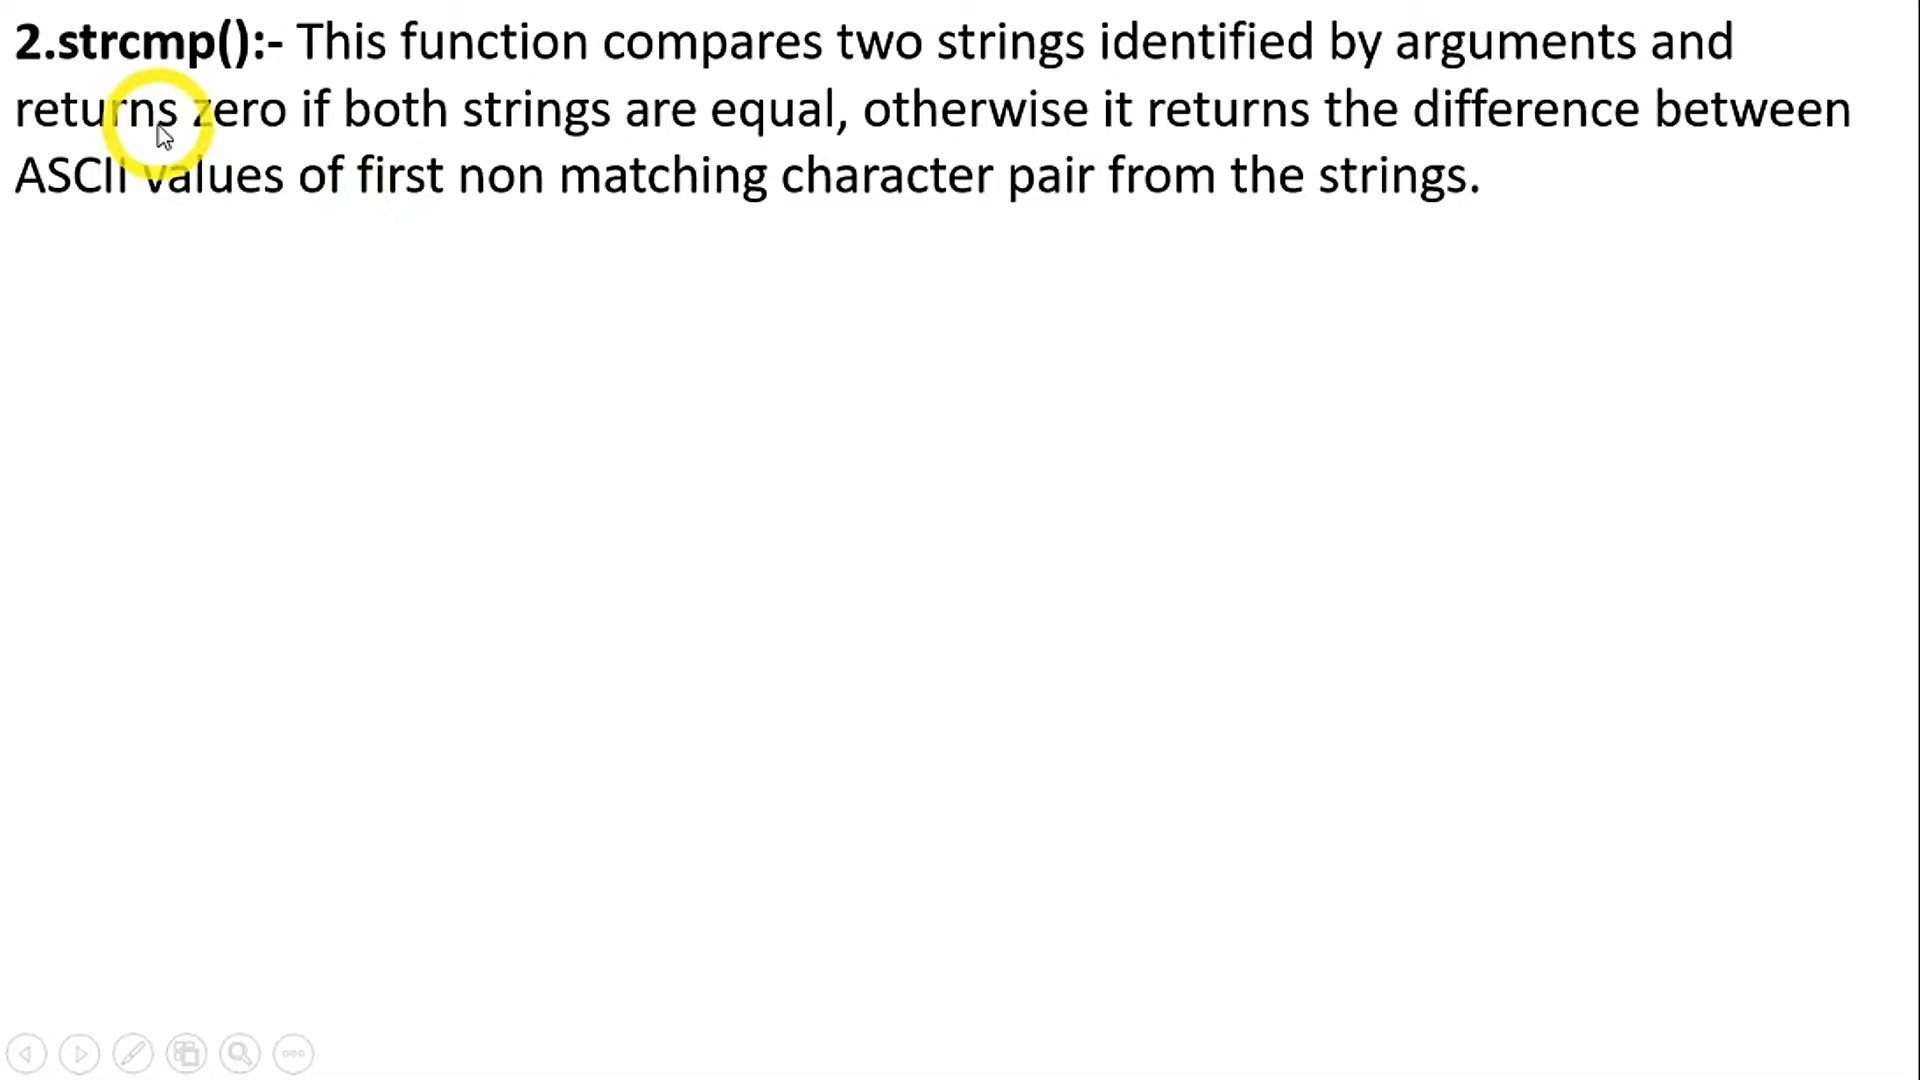 2.strcmp():- This function compares two strings identified by arguments and
returns zero if both strings are equal, otherwise it returns the difference between
ASCII values of first non matching character pair from the strings.